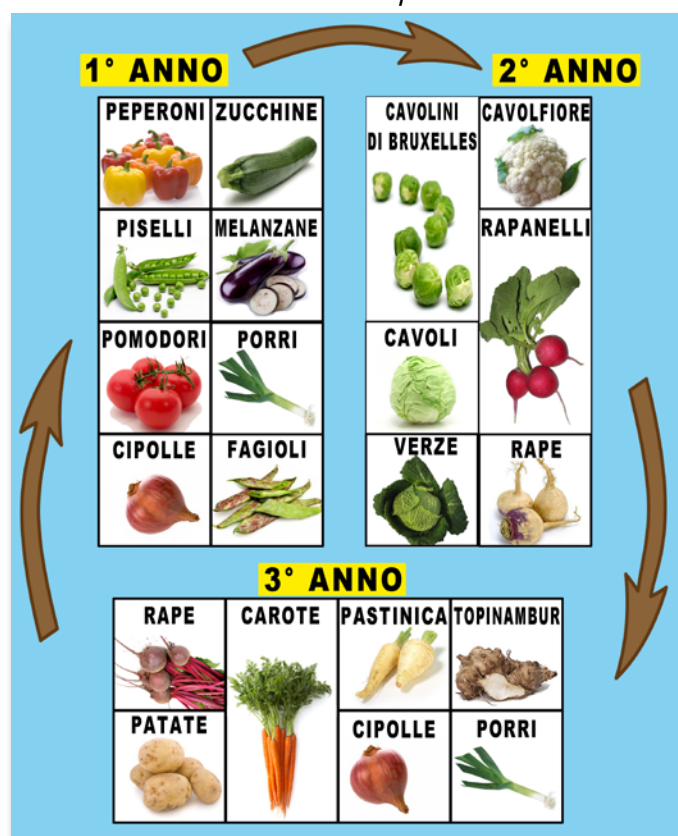 1° ANNO
2° ANNO
PEPERONI
ZUCCHINE
PISELLI
MELANZANE
POMODORI
PORRI
CIPOLLE
FAGIOLI
CAVOLINI
DI BRUXELLES
CAVOLFIORE
RAPANELLI
CAVOLI
VERZE
RAPE
3° ANNO
RAPE
CAROTE
PASTINICA
TOPINAMBUR
PATATE
CIPOLLE
PORRI